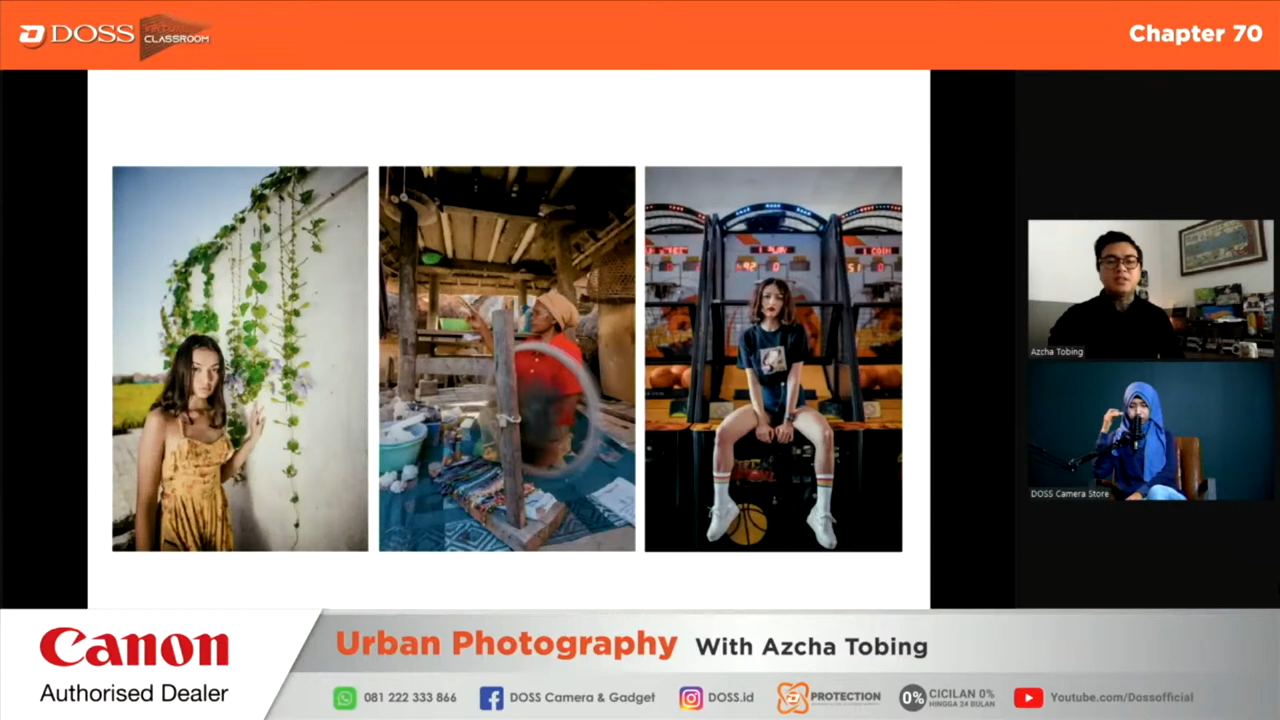 DOSS
VIRTUAL
CLASSROOM
Chapter 70
Azcha Tobing
DOSS Camera Store
Canon
Authorised Dealer
Urban Photography With Azcha Tobing
081 222 333 866
DOSS Camera & Gadget
DOSS.id
PROTECTION
0%
CICILAN 0%
HINGGA 24 BULAN
Youtube.com/Dossofficial